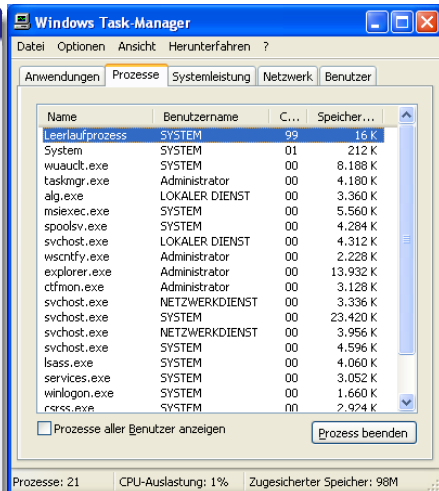 Windows Task-Manager
Datei Optionen Ansicht Herunterfahren ?
Anwendungen Prozesse Systemleistung Netzwerk Benutzer
Name Benutzername C... Speicher...
Leerlaufprozess SYSTEM 99 16 K
System SYSTEM 01 212 K
wuauclt.exe SYSTEM 00 8.188 K
taskmgr.exe Administrator 00 4.180 K
alg.exe LOKALER DIENST 00 3.360 K
msiexec.exe SYSTEM 00 5.560 K
spoolsv.exe SYSTEM 00 4.284 K
svchost.exe LOKALER DIENST 00 4.312 K
wscntfy.exe Administrator 00 2.228 K
explorer.exe Administrator 00 13.932 K
ctfmon.exe Administrator 00 3.128 K
svchost.exe NETZWERKDIENST 00 3.336 K
svchost.exe SYSTEM 00 23.420 K
svchost.exe NETZWERKDIENST 00 3.956 K
svchost.exe SYSTEM 00 4.596 K
lsass.exe SYSTEM 00 4.060 K
services.exe SYSTEM 00 3.052 K
winlogon.exe SYSTEM 00 1.660 K
csrss.exe SYSTEM 00 2.924 K
Prozesse aller Benutzer anzeigen Prozess beenden
Prozesse: 21 CPU-Auslastung: 1% Zugesicherter Speicher: 98M